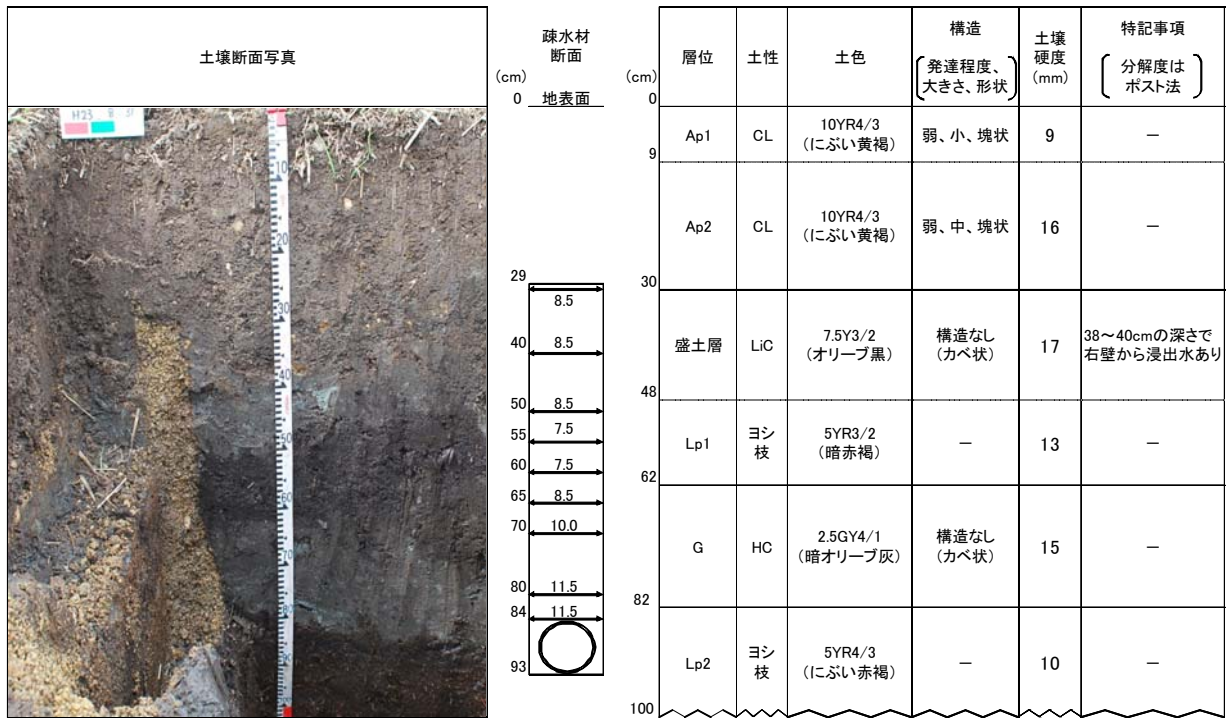 土壌断面写真
疎水材
断面
(cm)
0 地表面
29
8.5
40 8.5
50 8.5
55 7.5
60 7.5
65 8.5
70 10.0
80 11.5
84 11.5
93
(cm)
0
層位 土性 土色 構造 発達程度、大きさ、形状 土壌硬度(mm) 特記事項 分解度はポスト法
Ap1 CL 10YR4/3 (にぶい黄褐) 弱、小、塊状 9 −
9
Ap2 CL 10YR4/3 (にぶい黄褐) 弱、中、塊状 16 −
30
盛土層 LiC 7.5Y3/2 (オリーブ黒) 構造なし (カベ状) 17 38~40cmの深さで右壁から浸出水あり
48
Lp1 ヨシ枝 5YR3/2 (暗赤褐) − 13 −
62
G HC 2.5GY4/1 (暗オリーブ灰) 構造なし (カベ状) 15 −
82
Lp2 ヨシ枝 5YR4/3 (にぶい赤褐) − 10 −
100
H23
10
20
30
40
50
60
70
80
90